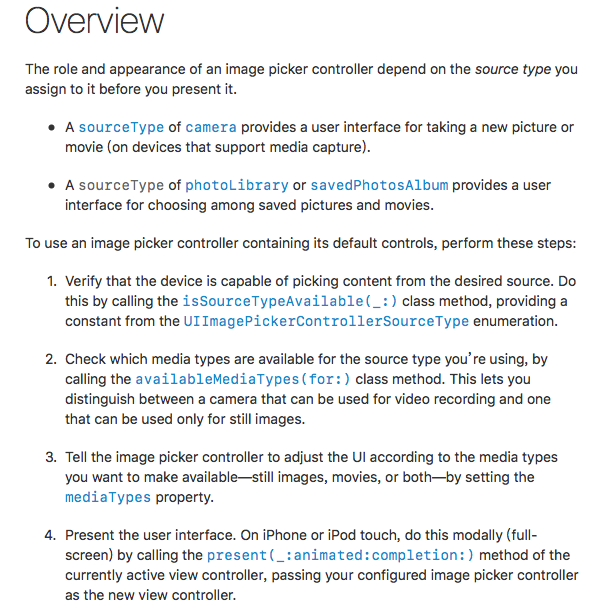 Overview
The role and appearance of an image picker controller depend on the source type you
assign to it before you present it.
• A sourceType of camera provides a user interface for taking a new picture or
movie (on devices that support media capture).
• A sourceType of photoLibrary or savedPhotosAlbum provides a user
interface for choosing among saved pictures and movies.
To use an image picker controller containing its default controls, perform these steps:
1. Verify that the device is capable of picking content from the desired source. Do
this by calling the isSourceTypeAvailable(_:) class method, providing a
constant from the UIImagePickerControllerSourceType enumeration.
2. Check which media types are available for the source type you’re using, by
calling the availableMediaTypes(for:) class method. This lets you
distinguish between a camera that can be used for video recording and one
that can be used only for still images.
3. Tell the image picker controller to adjust the UI according to the media types
you want to make available—still images, movies, or both—by setting the
mediaTypes property.
4. Present the user interface. On iPhone or iPod touch, do this modally (full-
screen) by calling the present(_:animated:completion:) method of the
currently active view controller, passing your configured image picker controller
as the new view controller.